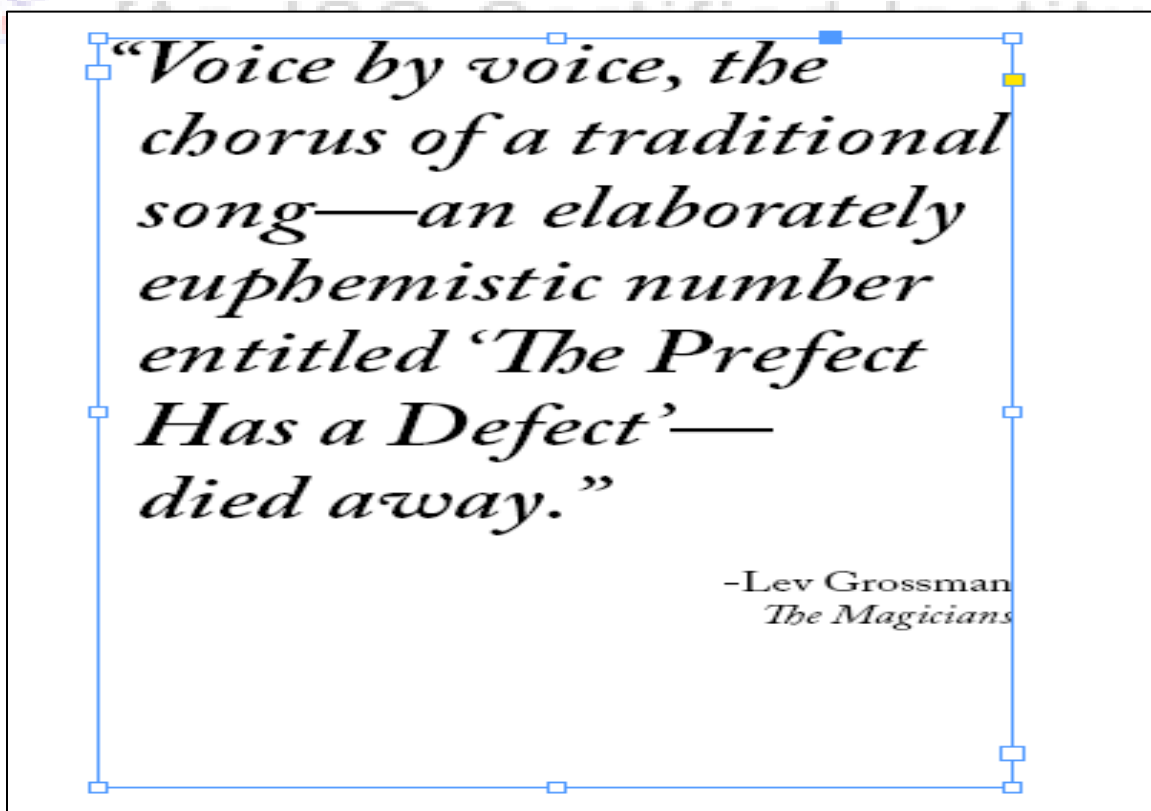 “Voice by voice, the
chorus of a traditional
song—an elaborately
euphemistic number
entitled ‘The Prefect
Has a Defect’—
died away.”
-Lev Grossman
The Magicians